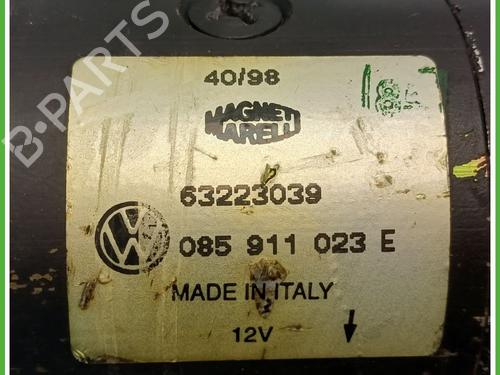 40/98
MAGNETI
MARELLI
63223039
085 911 023 E
MADE IN ITALY
12V
B-PARTS